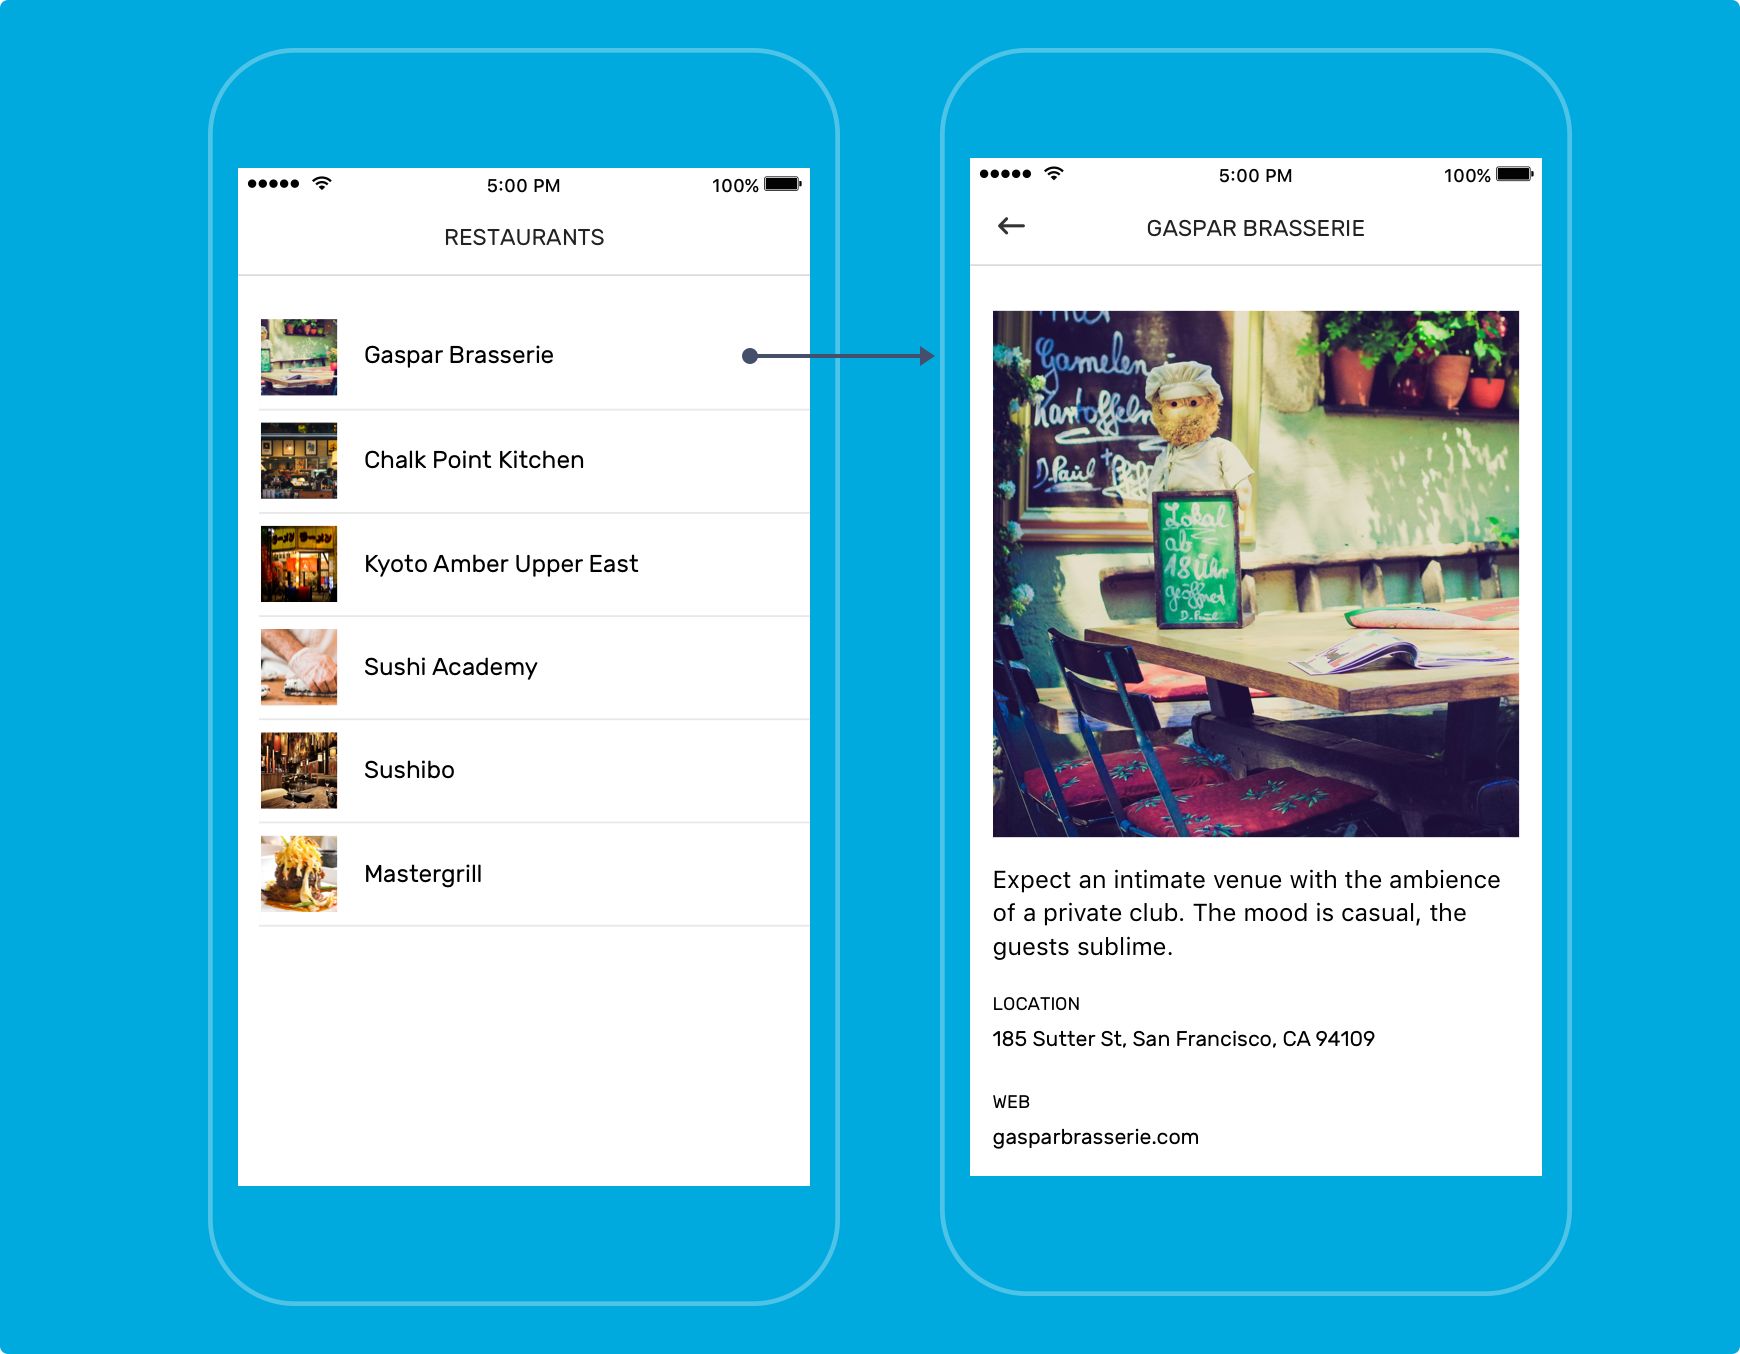 5:00 PM
100%
RESTAURANTS
Gaspar Brasserie
Chalk Point Kitchen
Kyoto Amber Upper East
Sushi Academy
Sushibo
Mastergrill
5:00 PM
100%
GASPAR BRASSERIE
Gamelen
Kartoffeln
D. Paul +
Lokal
ab
18 Uhr
geöffnet
D. Paul
Expect an intimate venue with the ambience
of a private club. The mood is casual, the
guests sublime.
LOCATION
185 Sutter St, San Francisco, CA 94109
WEB
gasparbrasserie.com